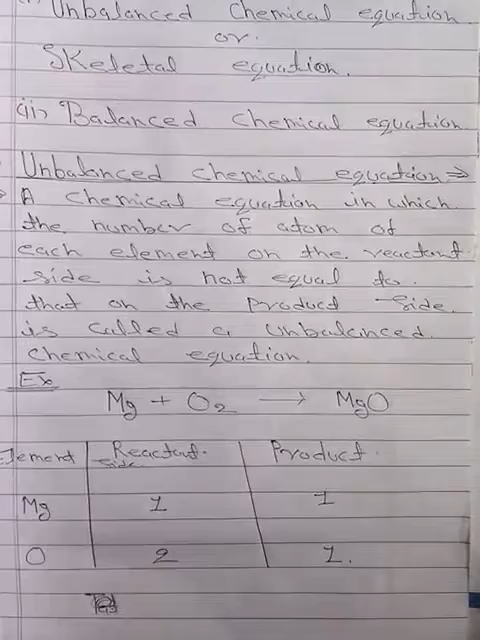 Unbalanced Chemical equation
or.
Skeletal equation.
(ii) Balanced chemical equation
Unbalanced chemical equation ⇒
A chemical equation in which
the number of atom of
each element on the reactant
side is not equal to.
that on the product side.
is called a unbalanced.
chemical equation.
Ex
Mg + O₂ → MgO
Element Reactant side Product.
Mg 1 1
O 2 1.